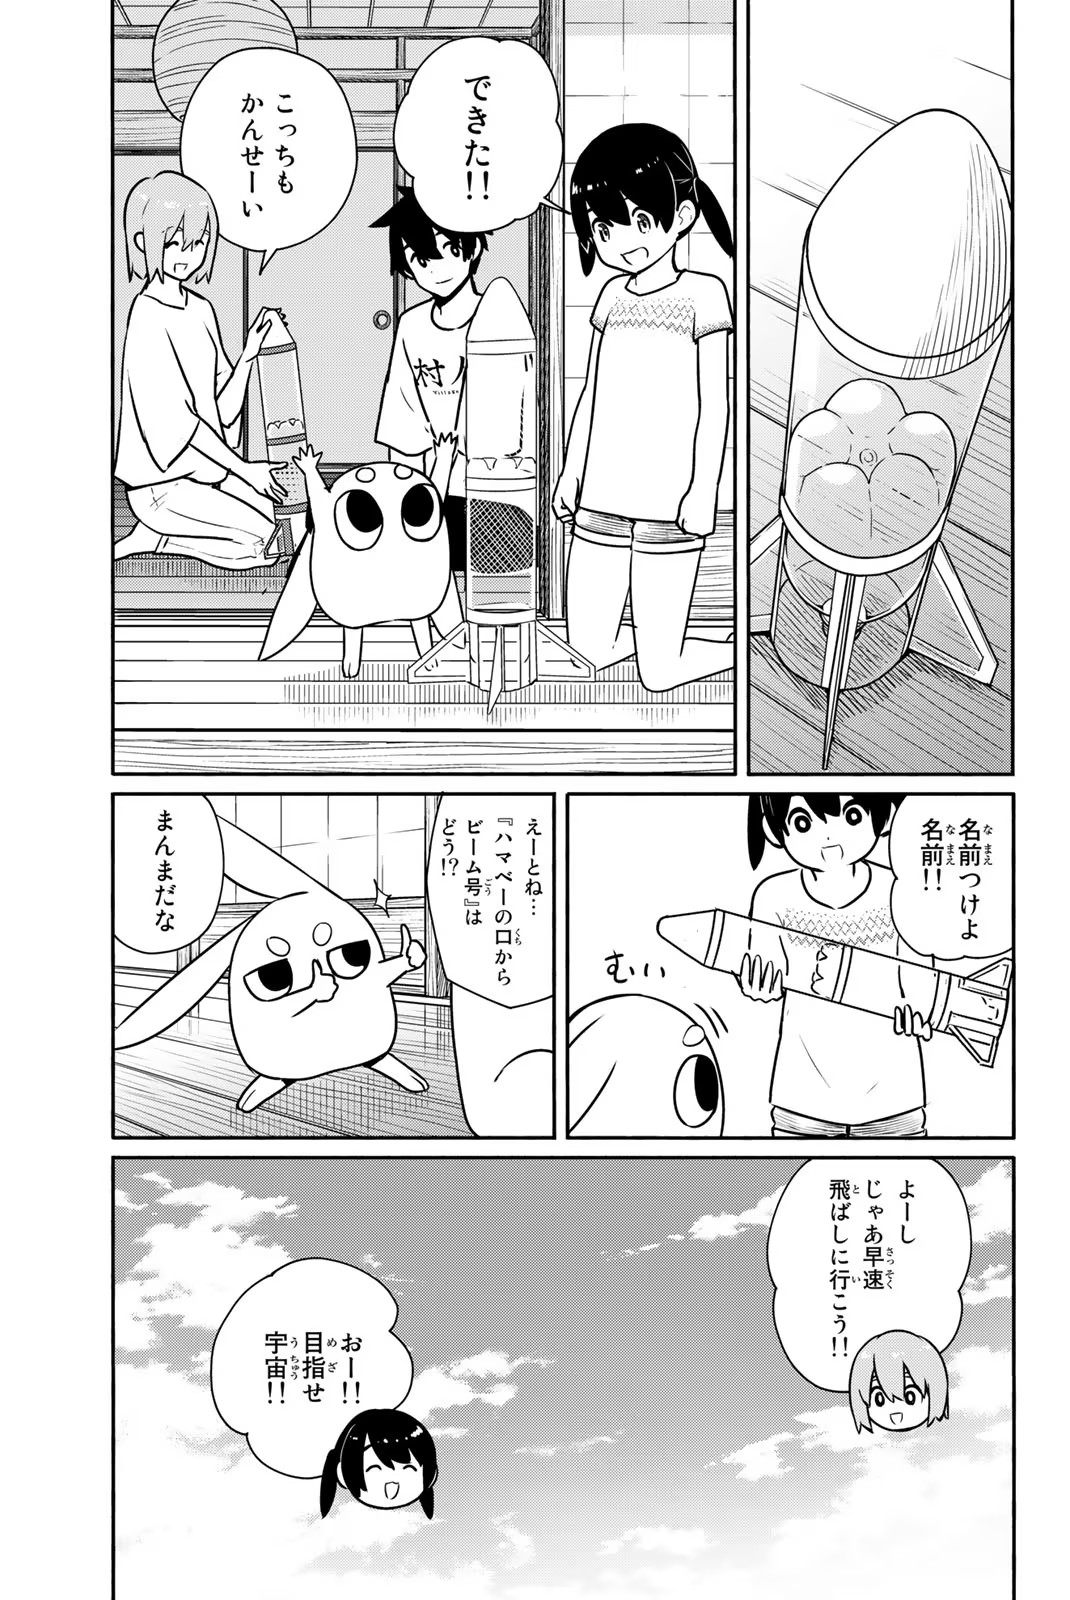 できた!!
こっちも
かんせーい
村
Village
名前つけよ
名前!!
むぃ
えーとね…
『ハマベーの口から
ビーム号』は
どう!?
まんまだな
よーし
じゃあ早速
飛ばしに行こう!!
おー!!
目指せ
宇宙!!